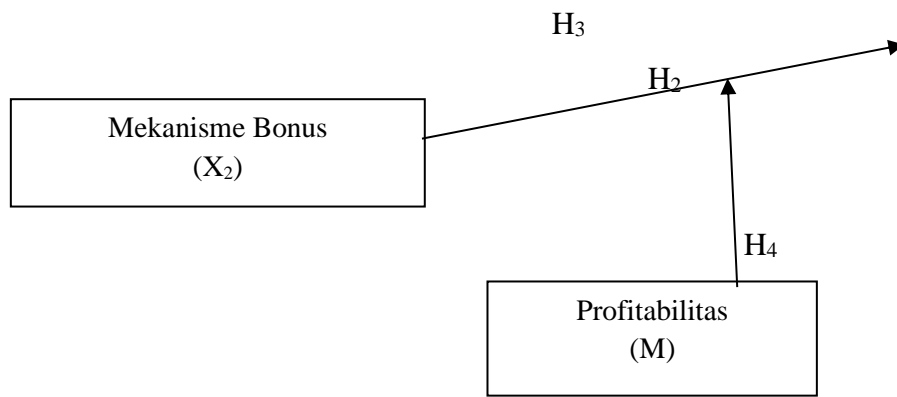 H₃
H₂
Mekanisme Bonus
(X₂)
H₄
Profitabilitas
(M)